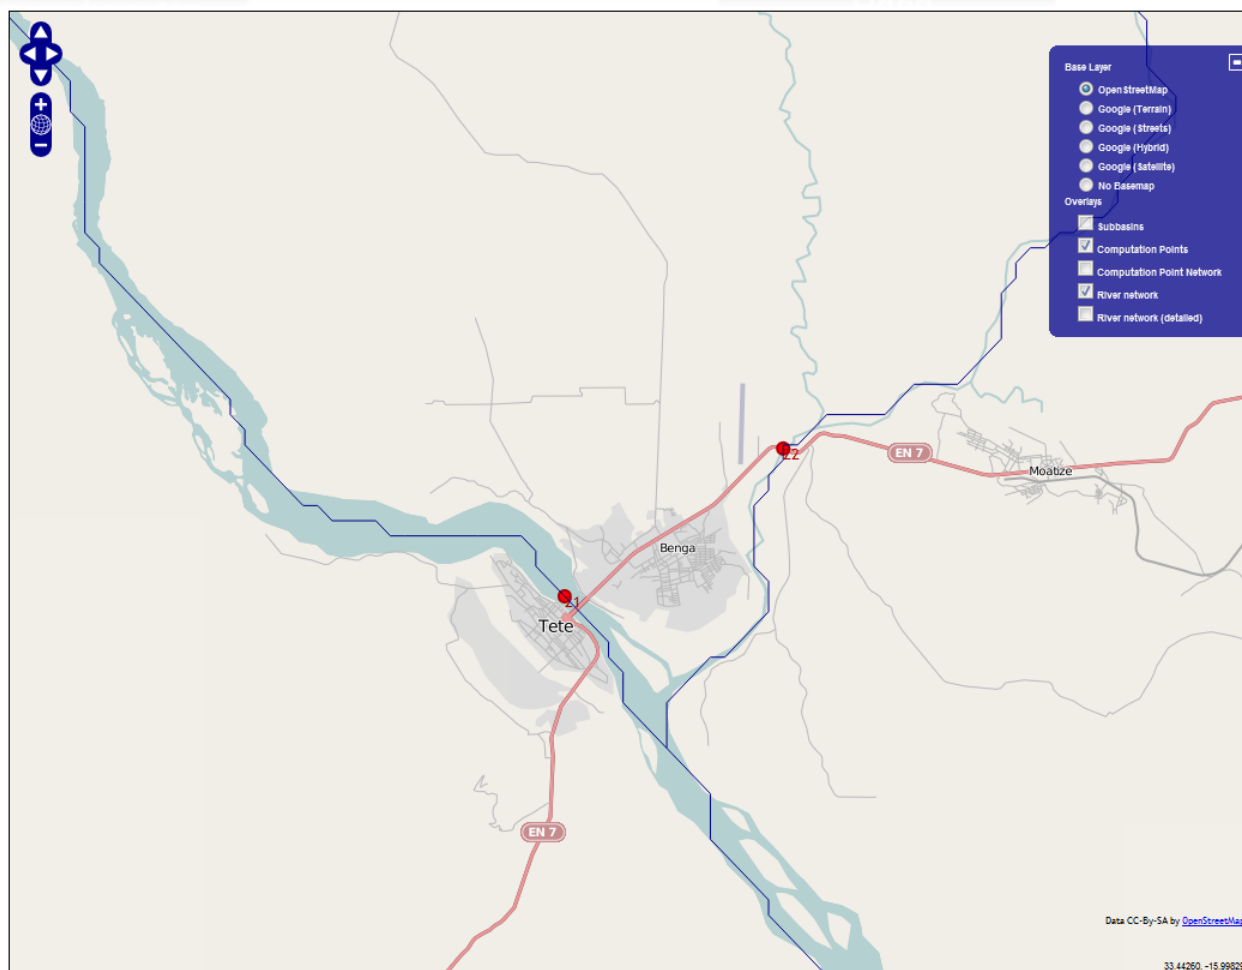 Base Layer
OpenStreetMap
Google (Terrain)
Google (Streets)
Google (Hybrid)
Google (Satellite)
No Basemap
Overlays
Subbasins
Computation Points
Computation Point Network
River network
River network (detailed)
22
EN 7
Moatize
Benga
21
Tete
EN 7
Data CC-By-SA by OpenStreetMap
33.44260, -15.99829